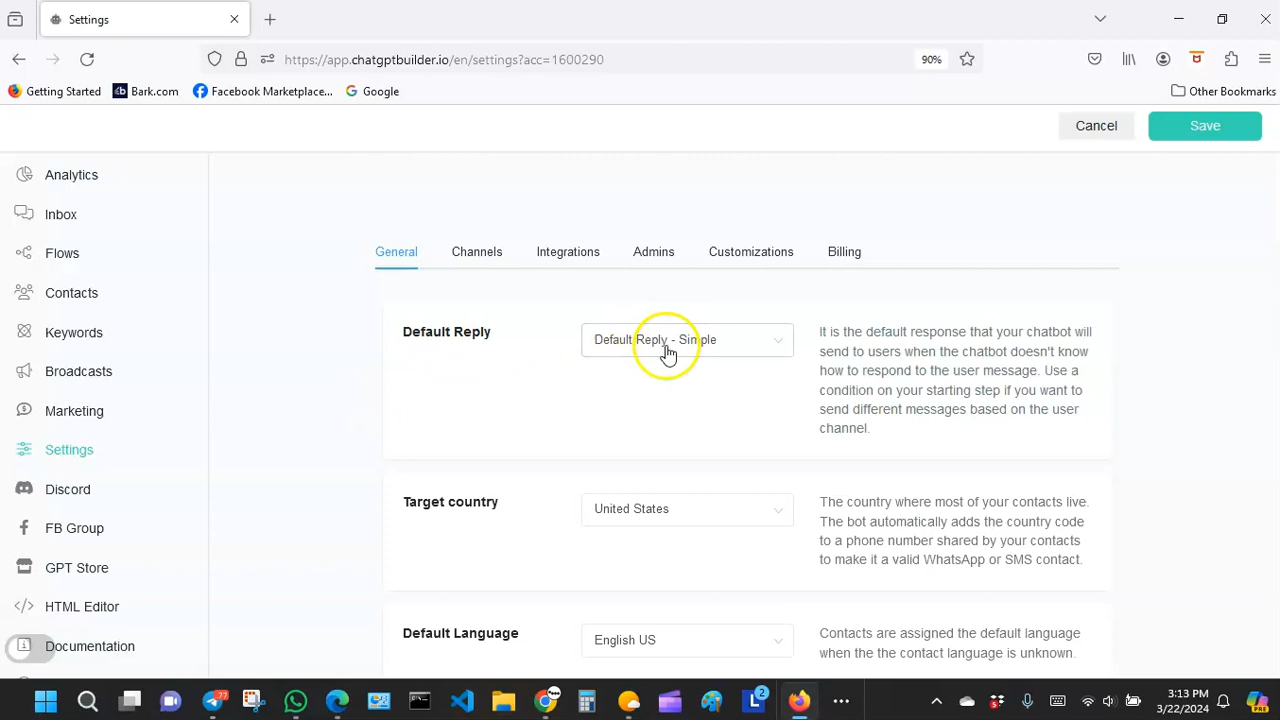 Settings
https://app.chatgptbuilder.io/en/settings?acc=1600290
90%
Getting Started
Bark.com
Facebook Marketplace...
Google
Other Bookmarks
Cancel
Save
Analytics
Inbox
Flows
Contacts
Keywords
Broadcasts
Marketing
Settings
Discord
FB Group
GPT Store
HTML Editor
Documentation
General
Channels
Integrations
Admins
Customizations
Billing
Default Reply
Default Reply - Simple
It is the default response that your chatbot will
send to users when the chatbot doesn't know
how to respond to the user message. Use a
condition on your starting step if you want to
send different messages based on the user
channel.
Target country
United States
The country where most of your contacts live.
The bot automatically adds the country code
to a phone number shared by your contacts
to make it a valid WhatsApp or SMS contact.
Default Language
English US
Contacts are assigned the default language
when the the contact language is unknown.
77
L
2
3:13 PM
3/22/2024
PRE